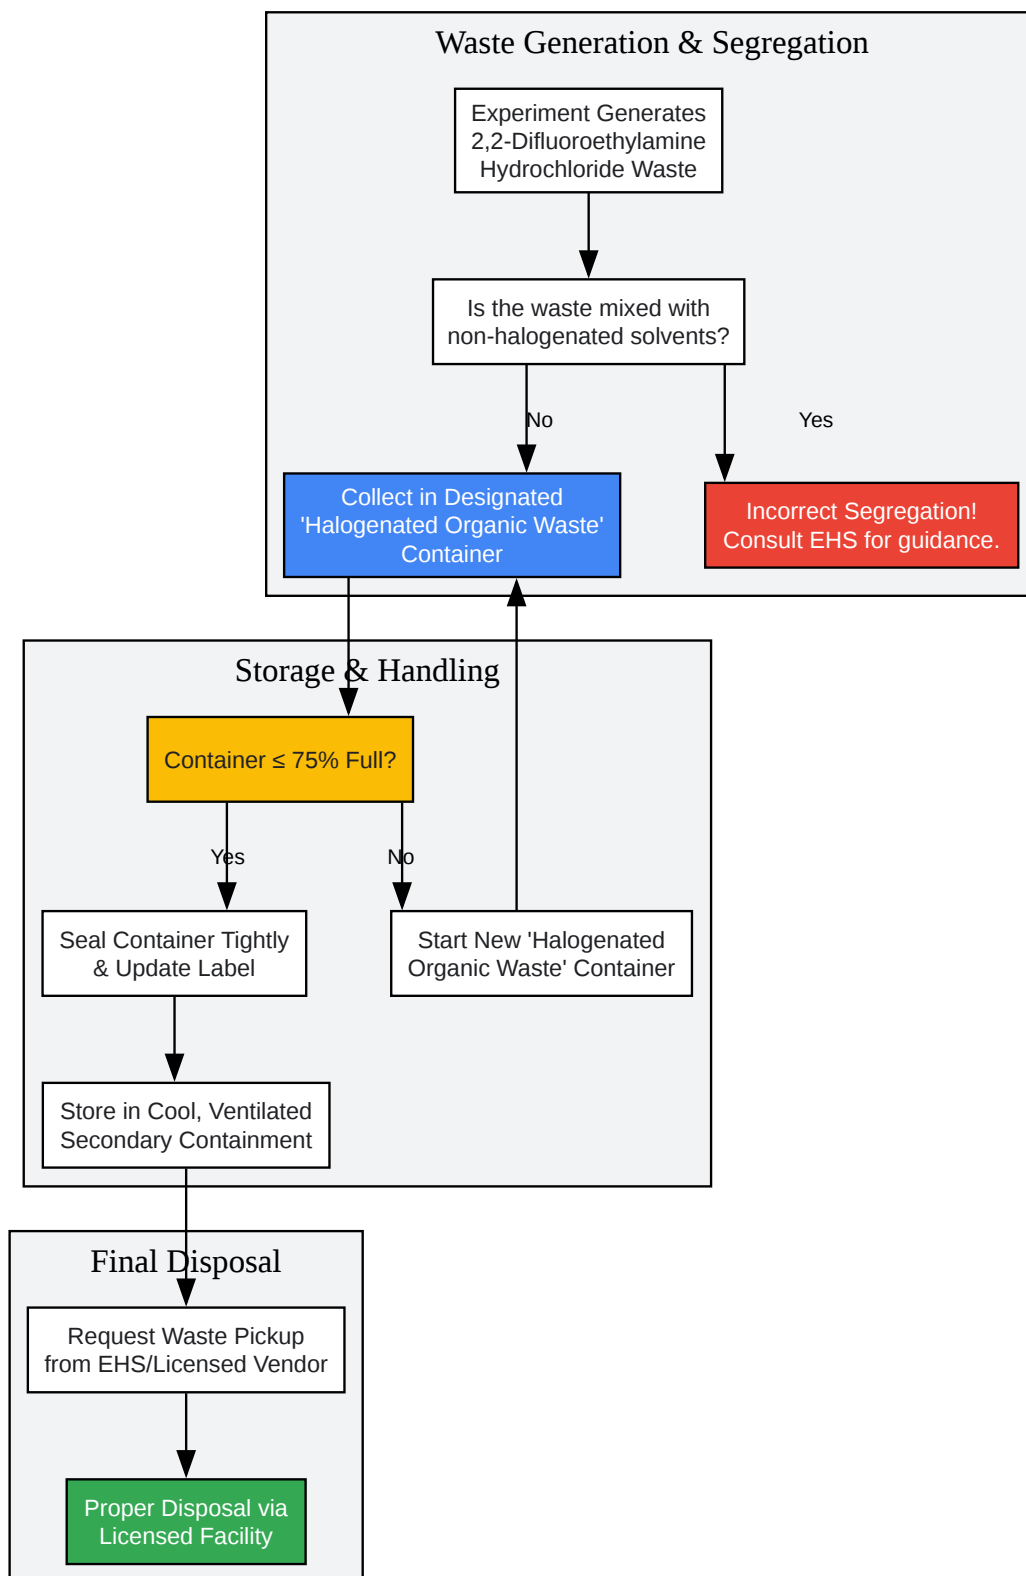 Waste Generation & Segregation
Experiment Generates
2,2-Difluoroethylamine
Hydrochloride Waste
Is the waste mixed with
non-halogenated solvents?
No
Yes
Collect in Designated
'Halogenated Organic Waste'
Container
Incorrect Segregation!
Consult EHS for guidance.
Storage & Handling
Container ≤ 75% Full?
Yes
No
Seal Container Tightly
& Update Label
Start New 'Halogenated
Organic Waste' Container
Store in Cool, Ventilated
Secondary Containment
Final Disposal
Request Waste Pickup
from EHS/Licensed Vendor
Proper Disposal via
Licensed Facility